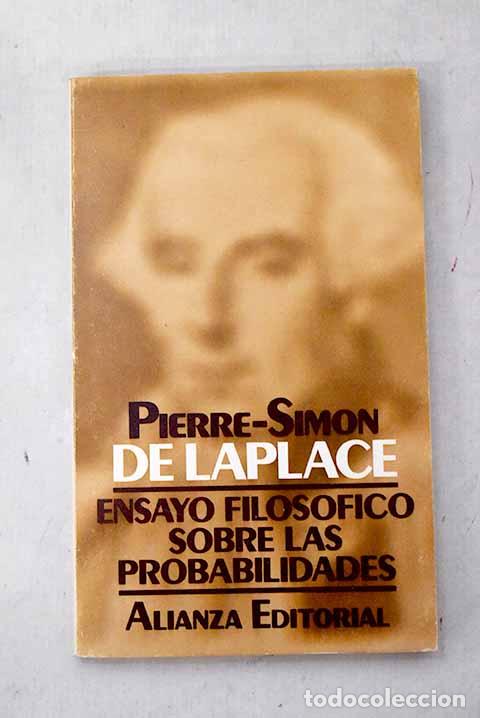 PIERRE-SIMON
DE LAPLACE
ENSAYO FILOSOFICO
SOBRE LAS
PROBABILIDADES
ALIANZA EDITORIAL
todocoleccion